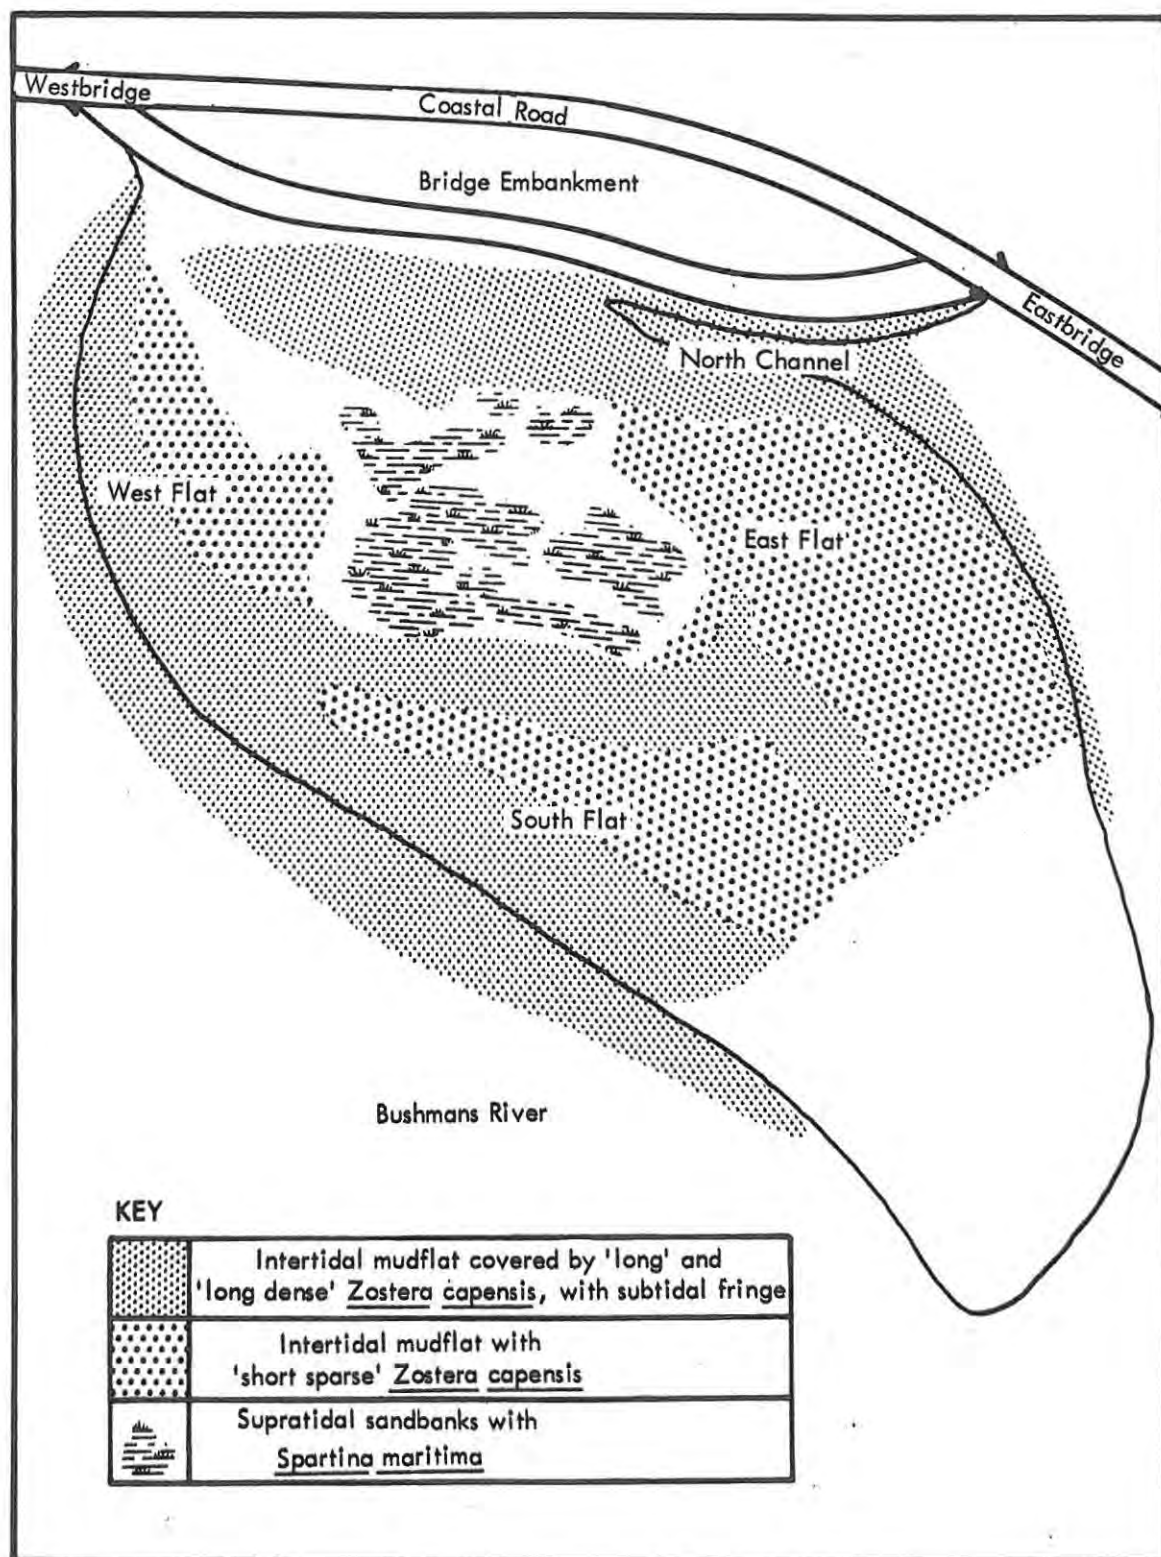 Westbridge
Coastal Road
Bridge Embankment
Eastbridge
North Channel
West Flat
East Flat
South Flat
Bushmans River
KEY
Intertidal mudflat covered by 'long' and
'long dense' Zostera capensis, with subtidal fringe
Intertidal mudflat with
'short sparse' Zostera capensis
Supratidal sandbanks with
Spartina maritima